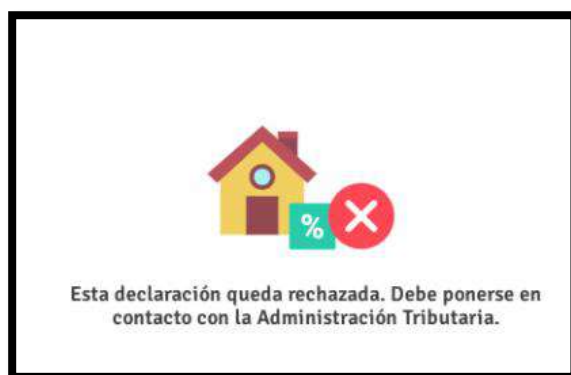 %
Esta declaración queda rechazada. Debe ponerse en
contacto con la Administración Tributaria.